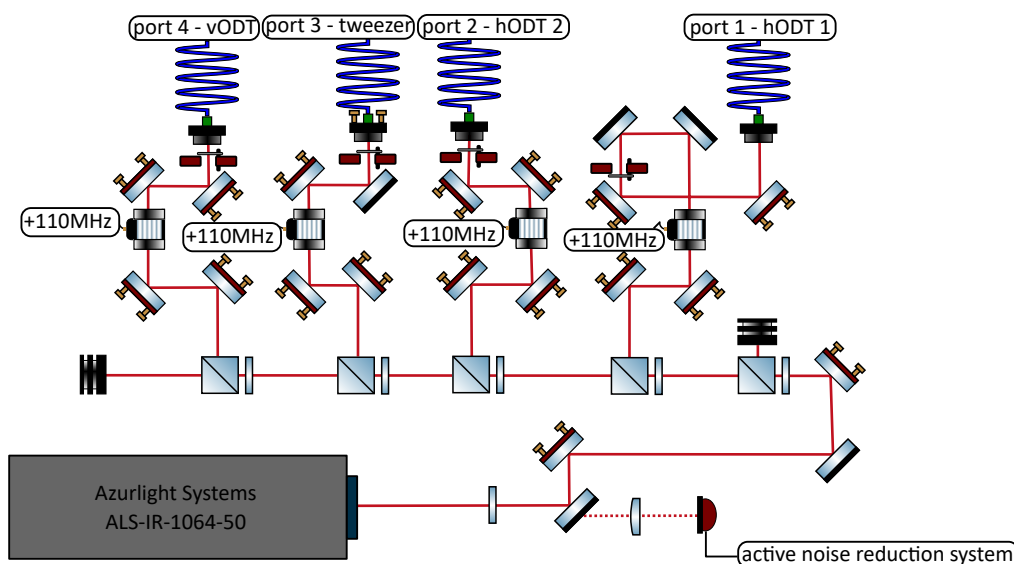 port 4 - vODT
port 3 - tweezer
port 2 - hODT 2
port 1 - hODT 1
+110MHz
+110MHz
+110MHz
+110MHz
Azurlight Systems
ALS-IR-1064-50
active noise reduction system